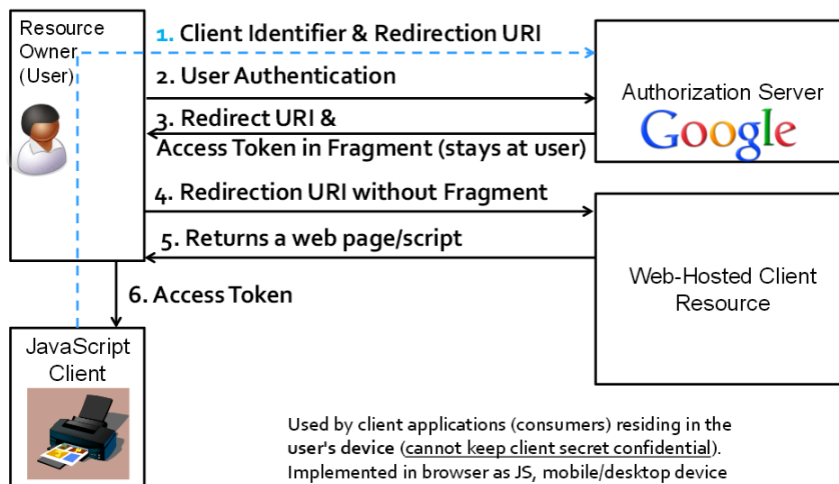 Resource
Owner
(User)
1. Client Identifier & Redirection URI
2. User Authentication
3. Redirect URI &
Access Token in Fragment (stays at user)
Authorization Server
Google
4. Redirection URI without Fragment
5. Returns a web page/script
Web-Hosted Client
Resource
6. Access Token
JavaScript
Client
Used by client applications (consumers) residing in the
user's device (cannot keep client secret confidential).
Implemented in browser as JS, mobile/desktop device